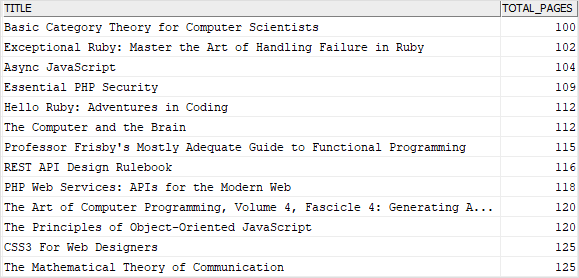 TITLE TOTAL_PAGES
Basic Category Theory for Computer Scientists 100
Exceptional Ruby: Master the Art of Handling Failure in Ruby 102
Async JavaScript 104
Essential PHP Security 109
Hello Ruby: Adventures in Coding 112
The Computer and the Brain 112
Professor Frisby's Mostly Adequate Guide to Functional Programming 115
REST API Design Rulebook 116
PHP Web Services: APIs for the Modern Web 118
The Art of Computer Programming, Volume 4, Fascicle 4: Generating A... 120
The Principles of Object-Oriented JavaScript 120
CSS3 For Web Designers 125
The Mathematical Theory of Communication 125